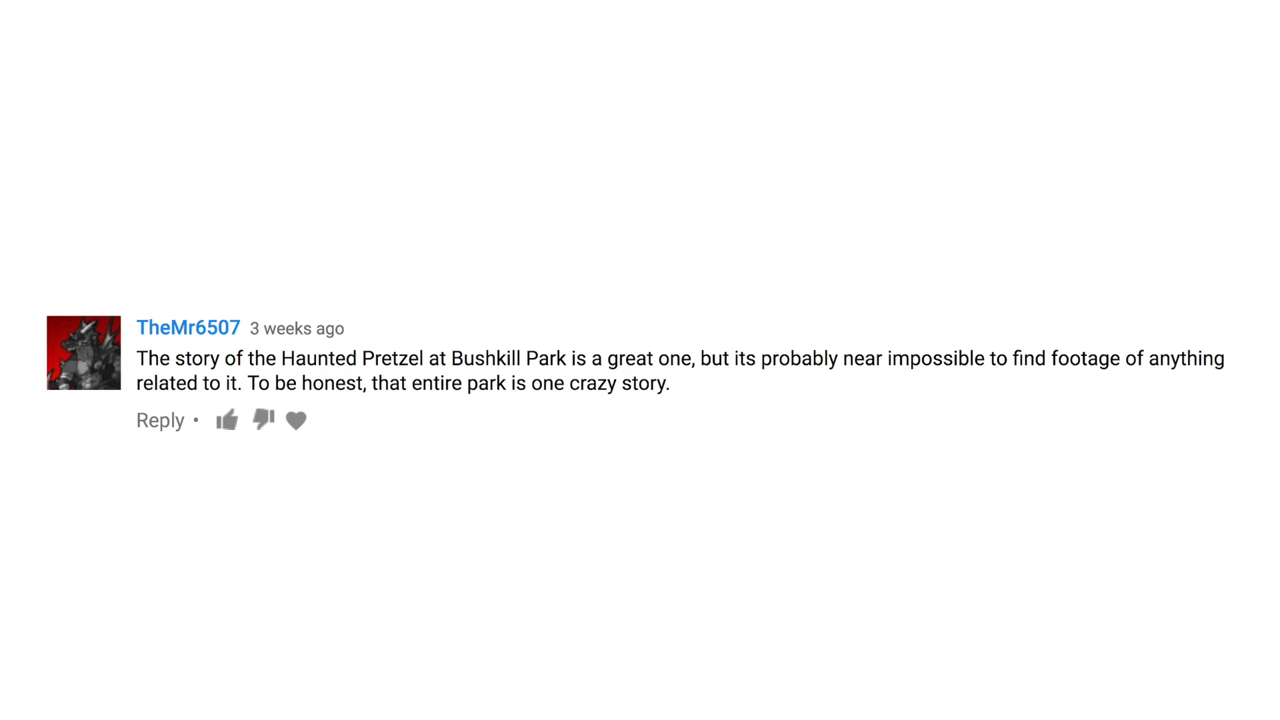 TheMr6507 3 weeks ago
The story of the Haunted Pretzel at Bushkill Park is a great one, but its probably near impossible to find footage of anything
related to it. To be honest, that entire park is one crazy story.
Reply •